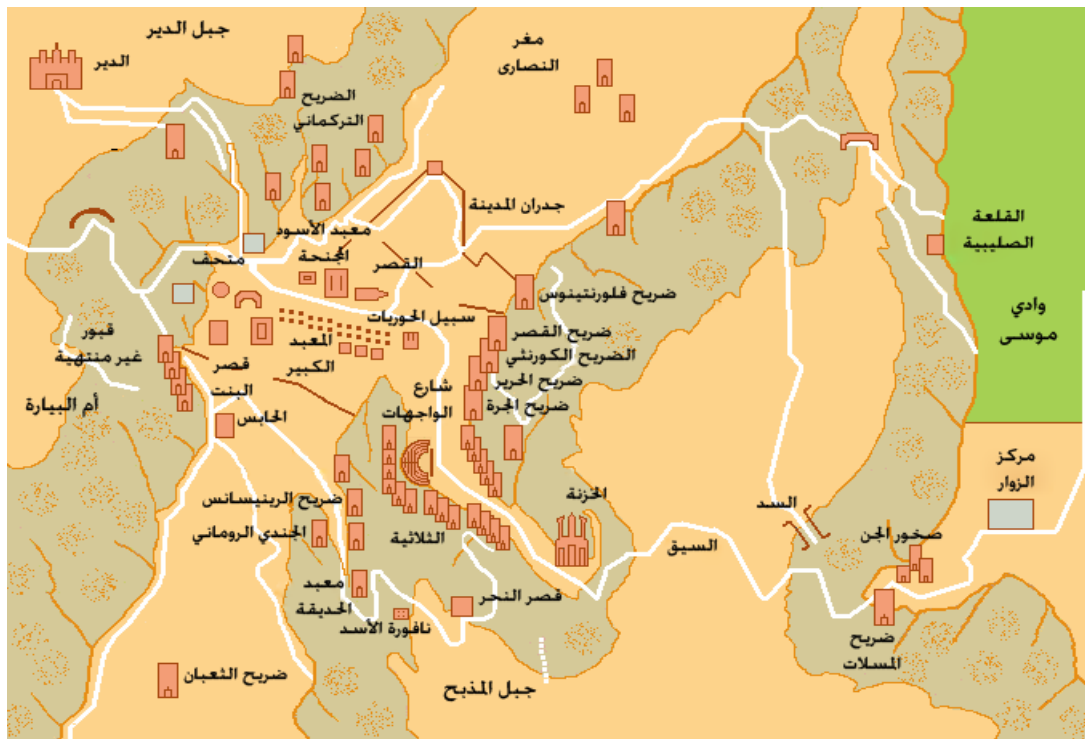 جبل الدير
الدير
مغر
النصارى
الضريح
التركماني
جدران المدينة
معبد الأسود
المجنحة
القصر
متحف
القلعة
الصليبية
وادي
موسى
ضريح فلورنتينوس
سبيل الحوريات
ضريح القصر
الضريح الكورنثي
ضريح الحرير
ضريح الجرة
المعبد
الكبير
قبور
غير منتهية
قصر
البنت
شارع
الواجهات
أم البيارة
الحابس
مركز
الزوار
ضريح الرينيسانس
الخزنة
السد
الجندي الروماني
الثلاثية
السيق
صخور الجن
معبد
الحديقة
قصر النحر
نافورة الأسد
ضريح
المسلات
ضريح الثعبان
جبل المذبح